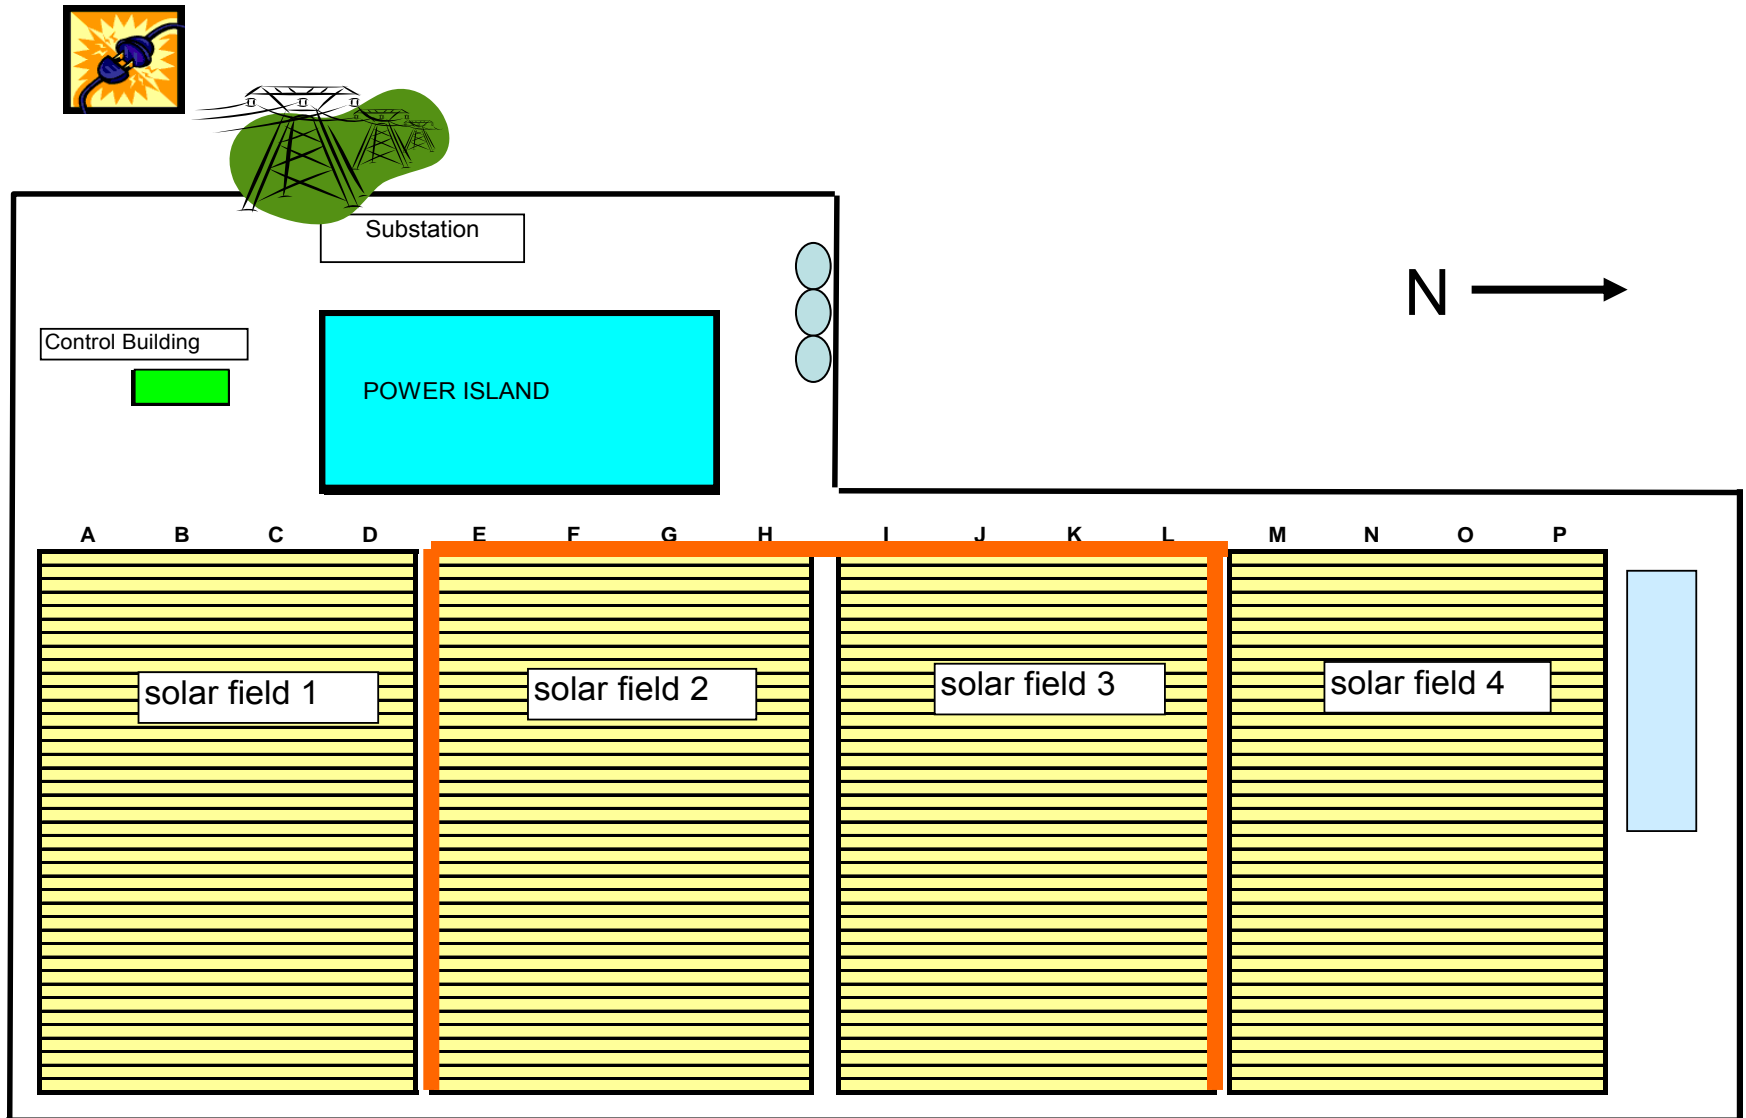 Substation
N
Control Building
POWER ISLAND
A B C D E F G H I J K L M N O P
solar field 1
solar field 2
solar field 3
solar field 4